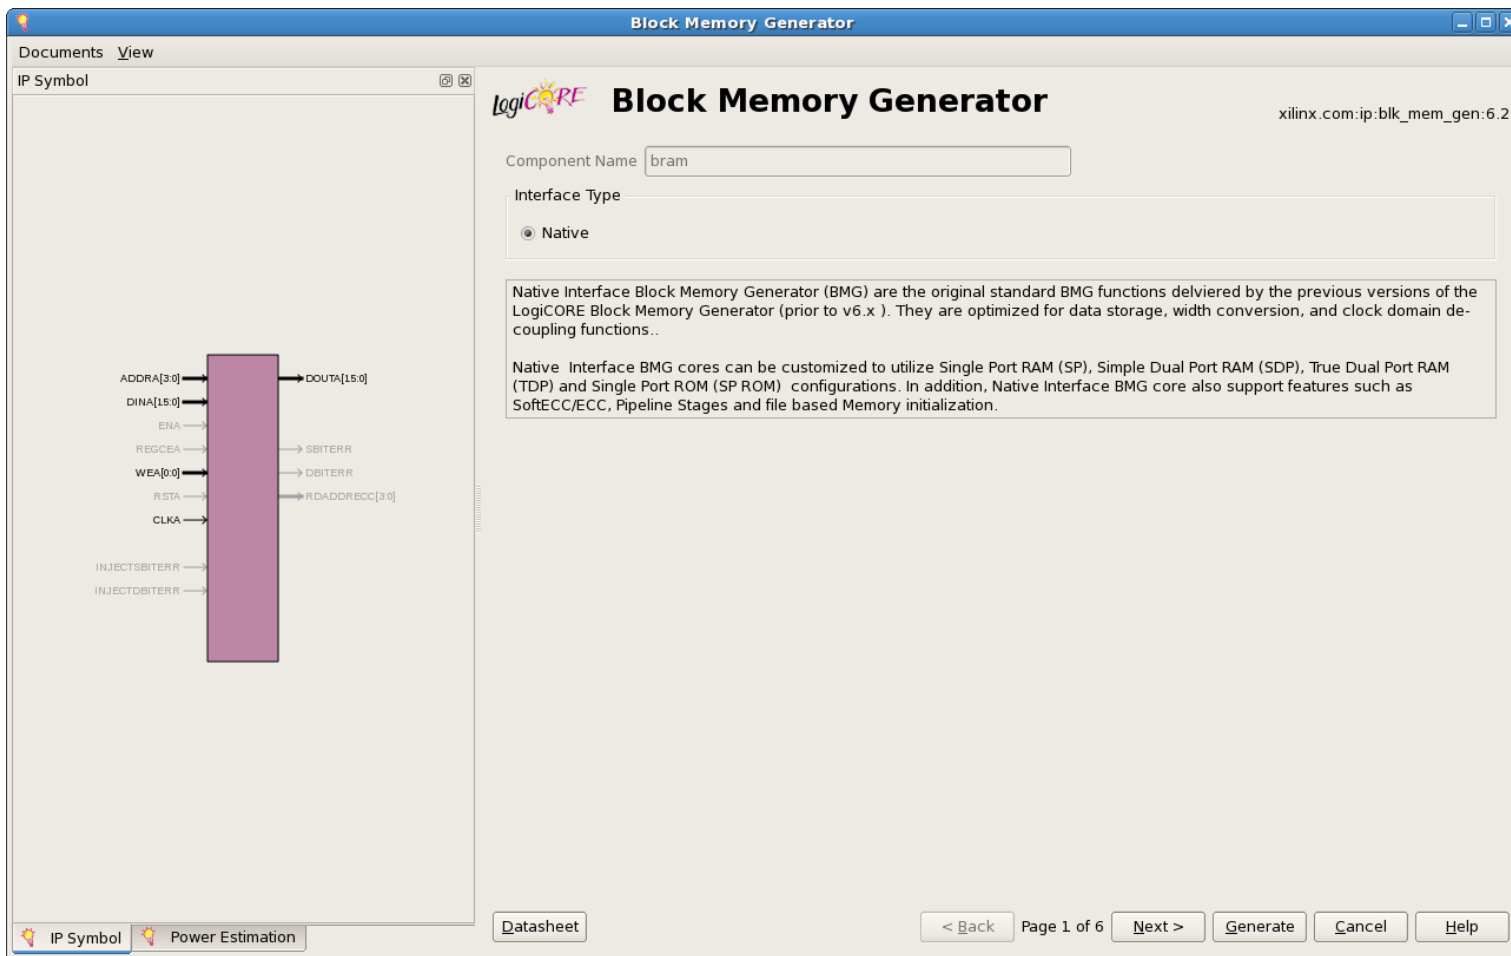 Block Memory Generator
Documents View
IP Symbol
LogiCORE
Block Memory Generator
xilinx.com:ip:blk_mem_gen:6.2
Component Name bram
Interface Type
Native
Native Interface Block Memory Generator (BMG) are the original standard BMG functions delviered by the previous versions of the
LogiCORE Block Memory Generator (prior to v6.x ). They are optimized for data storage, width conversion, and clock domain de-
coupling functions..
Native  Interface BMG cores can be customized to utilize Single Port RAM (SP), Simple Dual Port RAM (SDP), True Dual Port RAM
(TDP) and Single Port ROM (SP ROM)  configurations. In addition, Native Interface BMG core also support features such as
SoftECC/ECC, Pipeline Stages and file based Memory initialization.
ADDRA[3:0]
DOUTA[15:0]
DINA[15:0]
ENA
REGCEA
SBITERR
WEA[0:0]
DBITERR
RSTA
RDADDRECC[3:0]
CLKA
INJECTSBITERR
INJECTDBITERR
Datasheet
< Back
Page 1 of 6
Next >
Generate
Cancel
Help
IP Symbol
Power Estimation